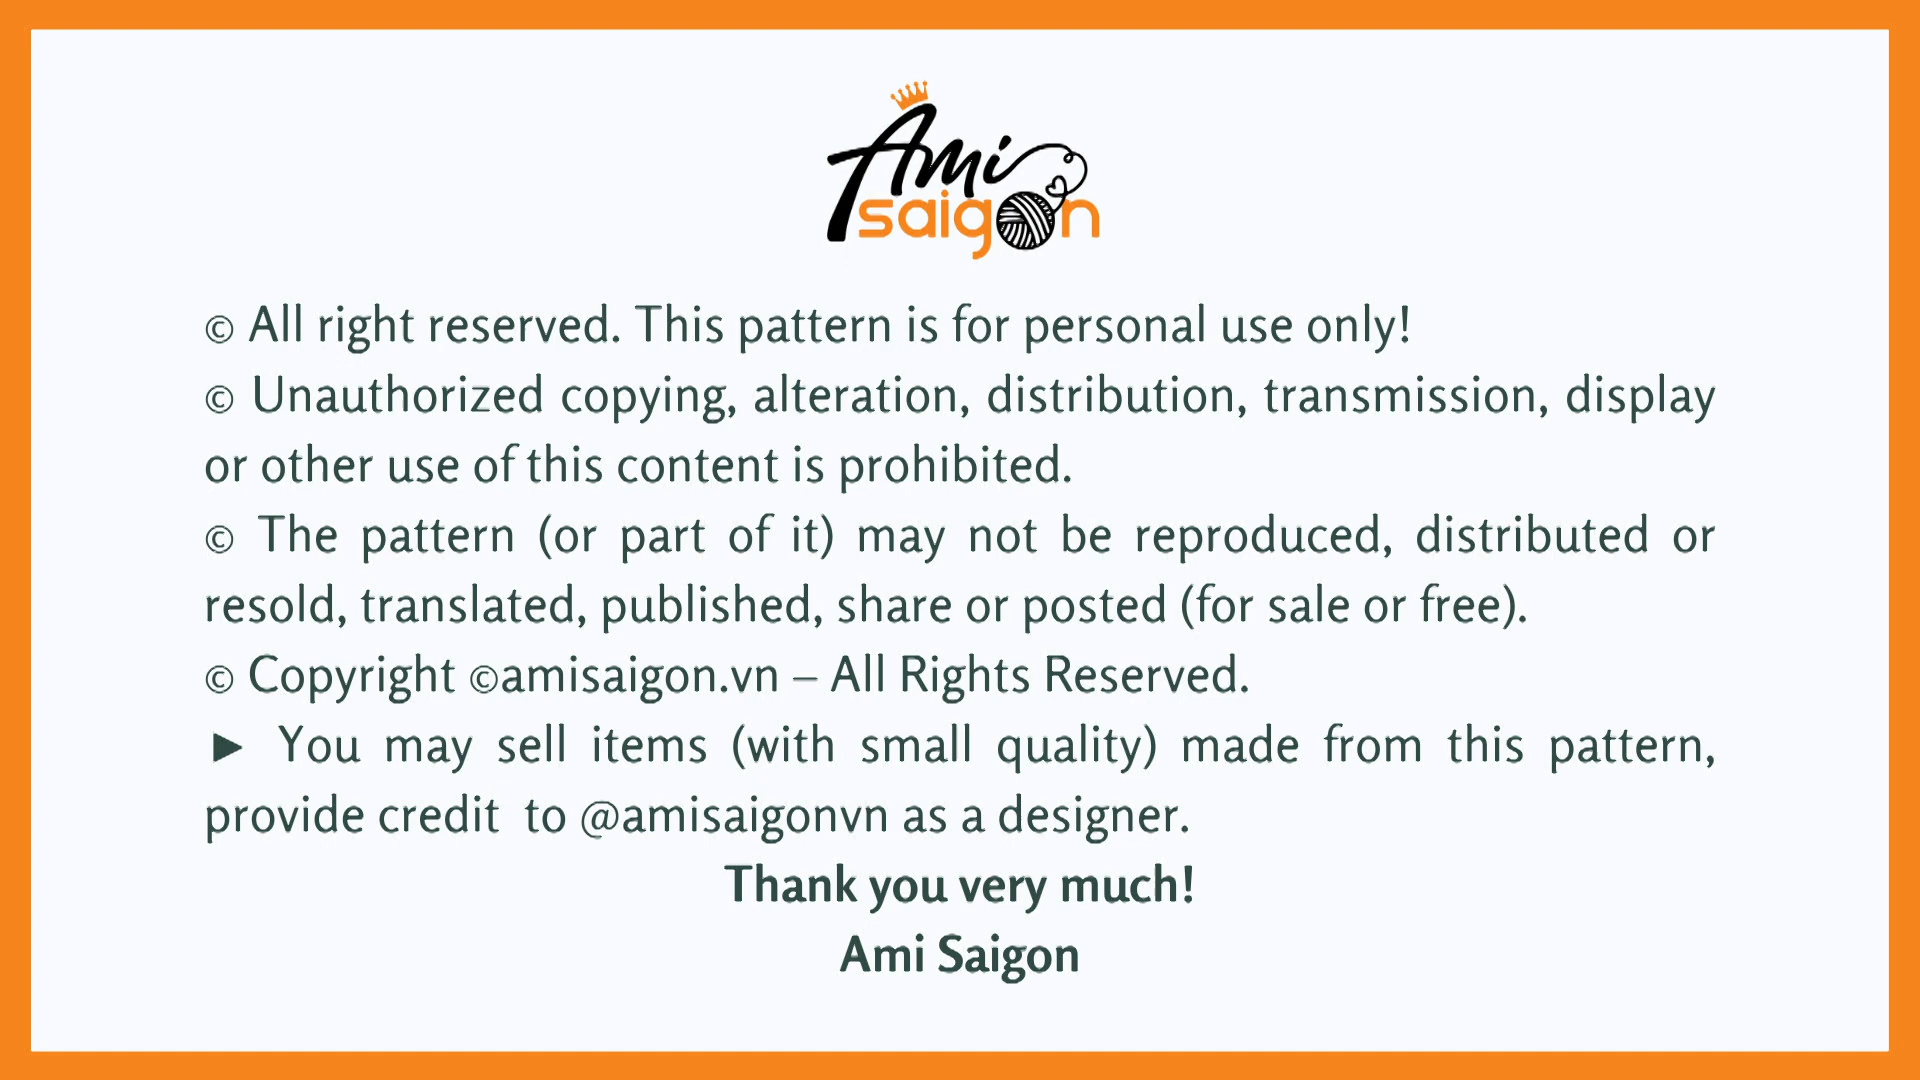 Ami
saigon
© All right reserved. This pattern is for personal use only!
© Unauthorized copying, alteration, distribution, transmission, display
or other use of this content is prohibited.
© The pattern (or part of it) may not be reproduced, distributed or
resold, translated, published, share or posted (for sale or free).
© Copyright ©amisaigon.vn – All Rights Reserved.
► You may sell items (with small quality) made from this pattern,
provide credit  to @amisaigonvn as a designer.
Thank you very much!
Ami Saigon